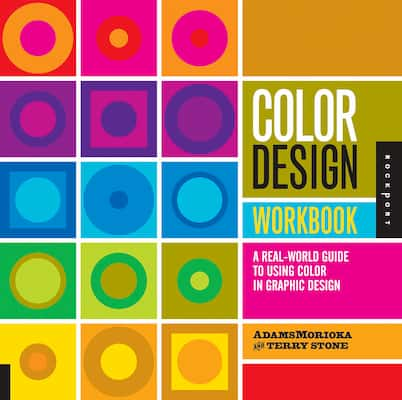 COLOR
DESIGN
WORKBOOK
ROCKPORT
A REAL-WORLD GUIDE
TO USING COLOR
IN GRAPHIC DESIGN
ADAMSMORIOKA
AND TERRY STONE